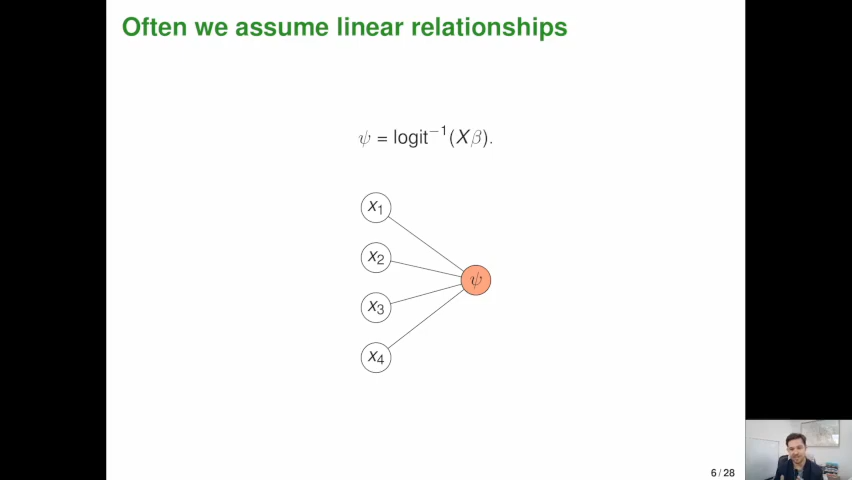 Often we assume linear relationships
ψ = logit⁻¹(Xβ).
x₁
x₂
x₃
x₄
ψ
6 / 28